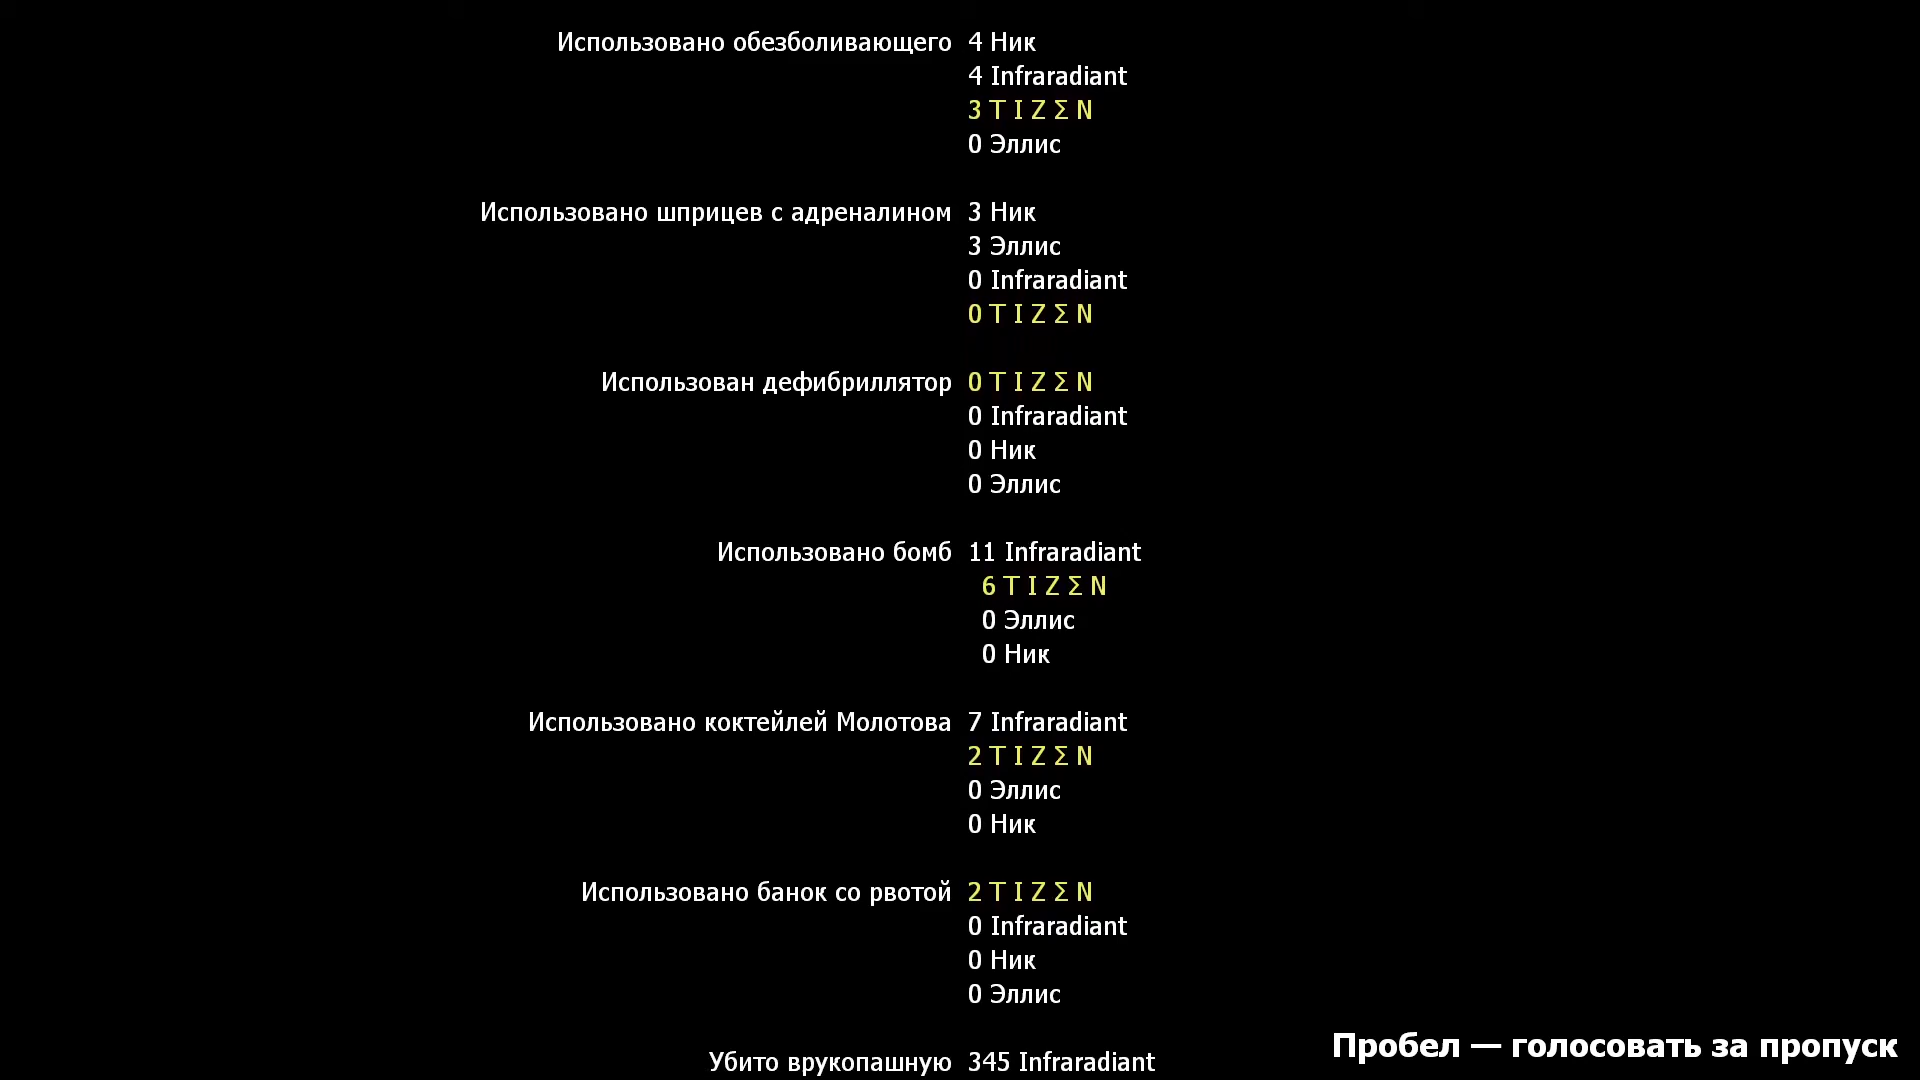 Использовано обезболивающего 4 Ник
4 Infraradiant
3 T I Z Σ N
0 Эллис
Использовано шприцев с адреналином 3 Ник
3 Эллис
0 Infraradiant
0 T I Z Σ N
Использован дефибриллятор 0 T I Z Σ N
0 Infraradiant
0 Ник
0 Эллис
Использовано бомб 11 Infraradiant
6 T I Z Σ N
0 Эллис
0 Ник
Использовано коктейлей Молотова 7 Infraradiant
2 T I Z Σ N
0 Эллис
0 Ник
Использовано банок со рвотой 2 T I Z Σ N
0 Infraradiant
0 Ник
0 Эллис
Убито врукопашную 345 Infraradiant
Пробел — голосовать за пропуск